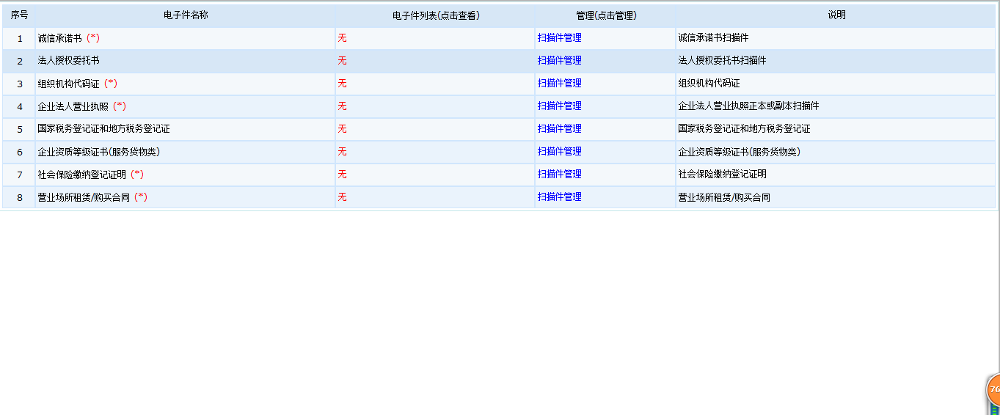 序号 电子件名称 电子件列表(点击查看) 管理(点击管理) 说明
1 诚信承诺书 (*) 无 扫描件管理 诚信承诺书扫描件
2 法人授权委托书 无 扫描件管理 法人授权委托书扫描件
3 组织机构代码证 (*) 无 扫描件管理 组织机构代码证
4 企业法人营业执照 (*) 无 扫描件管理 企业法人营业执照正本或副本扫描件
5 国家税务登记证和地方税务登记证 无 扫描件管理 国家税务登记证和地方税务登记证
6 企业资质等级证书(服务货物类) 无 扫描件管理 企业资质等级证书(服务货物类)
7 社会保险缴纳登记证明 (*) 无 扫描件管理 社会保险缴纳登记证明
8 营业场所租赁/购买合同 (*) 无 扫描件管理 营业场所租赁/购买合同
76